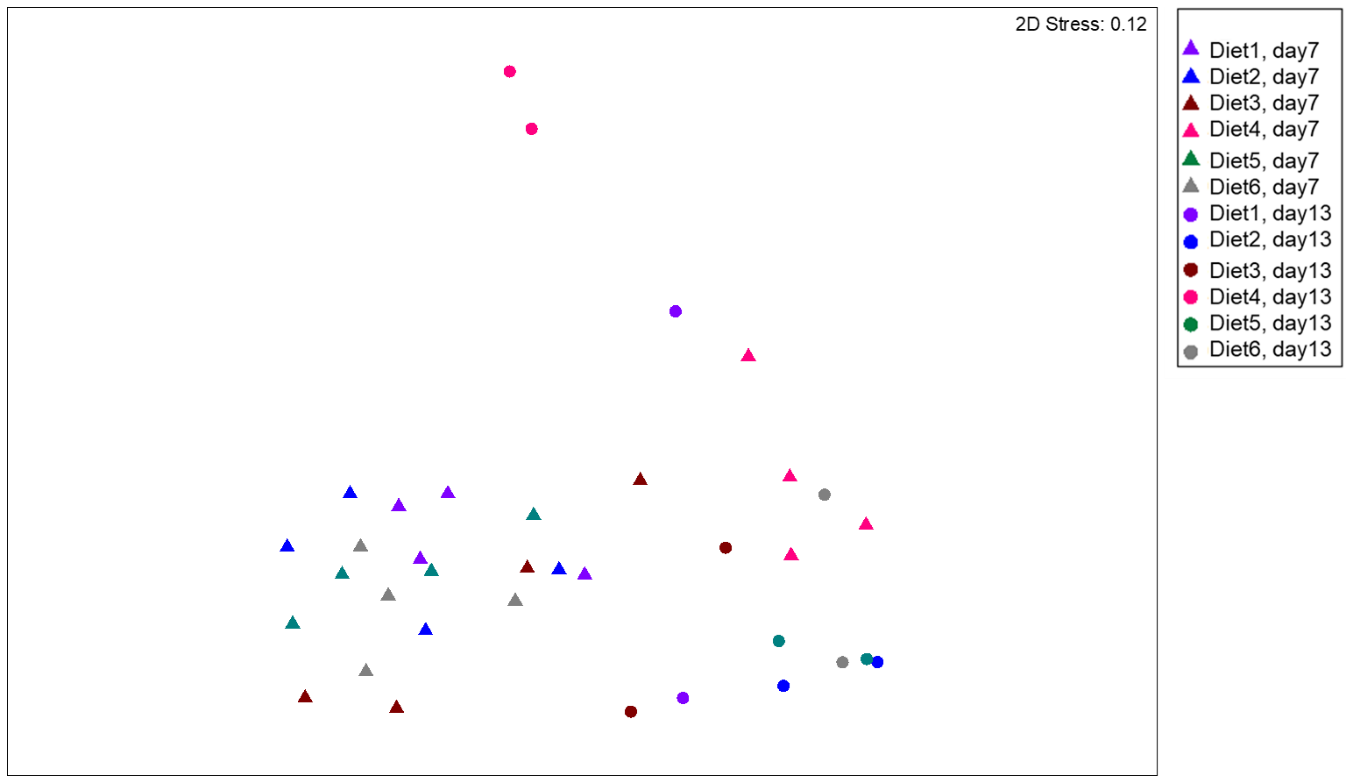 2D Stress: 0.12
Diet1, day7
Diet2, day7
Diet3, day7
Diet4, day7
Diet5, day7
Diet6, day7
Diet1, day13
Diet2, day13
Diet3, day13
Diet4, day13
Diet5, day13
Diet6, day13